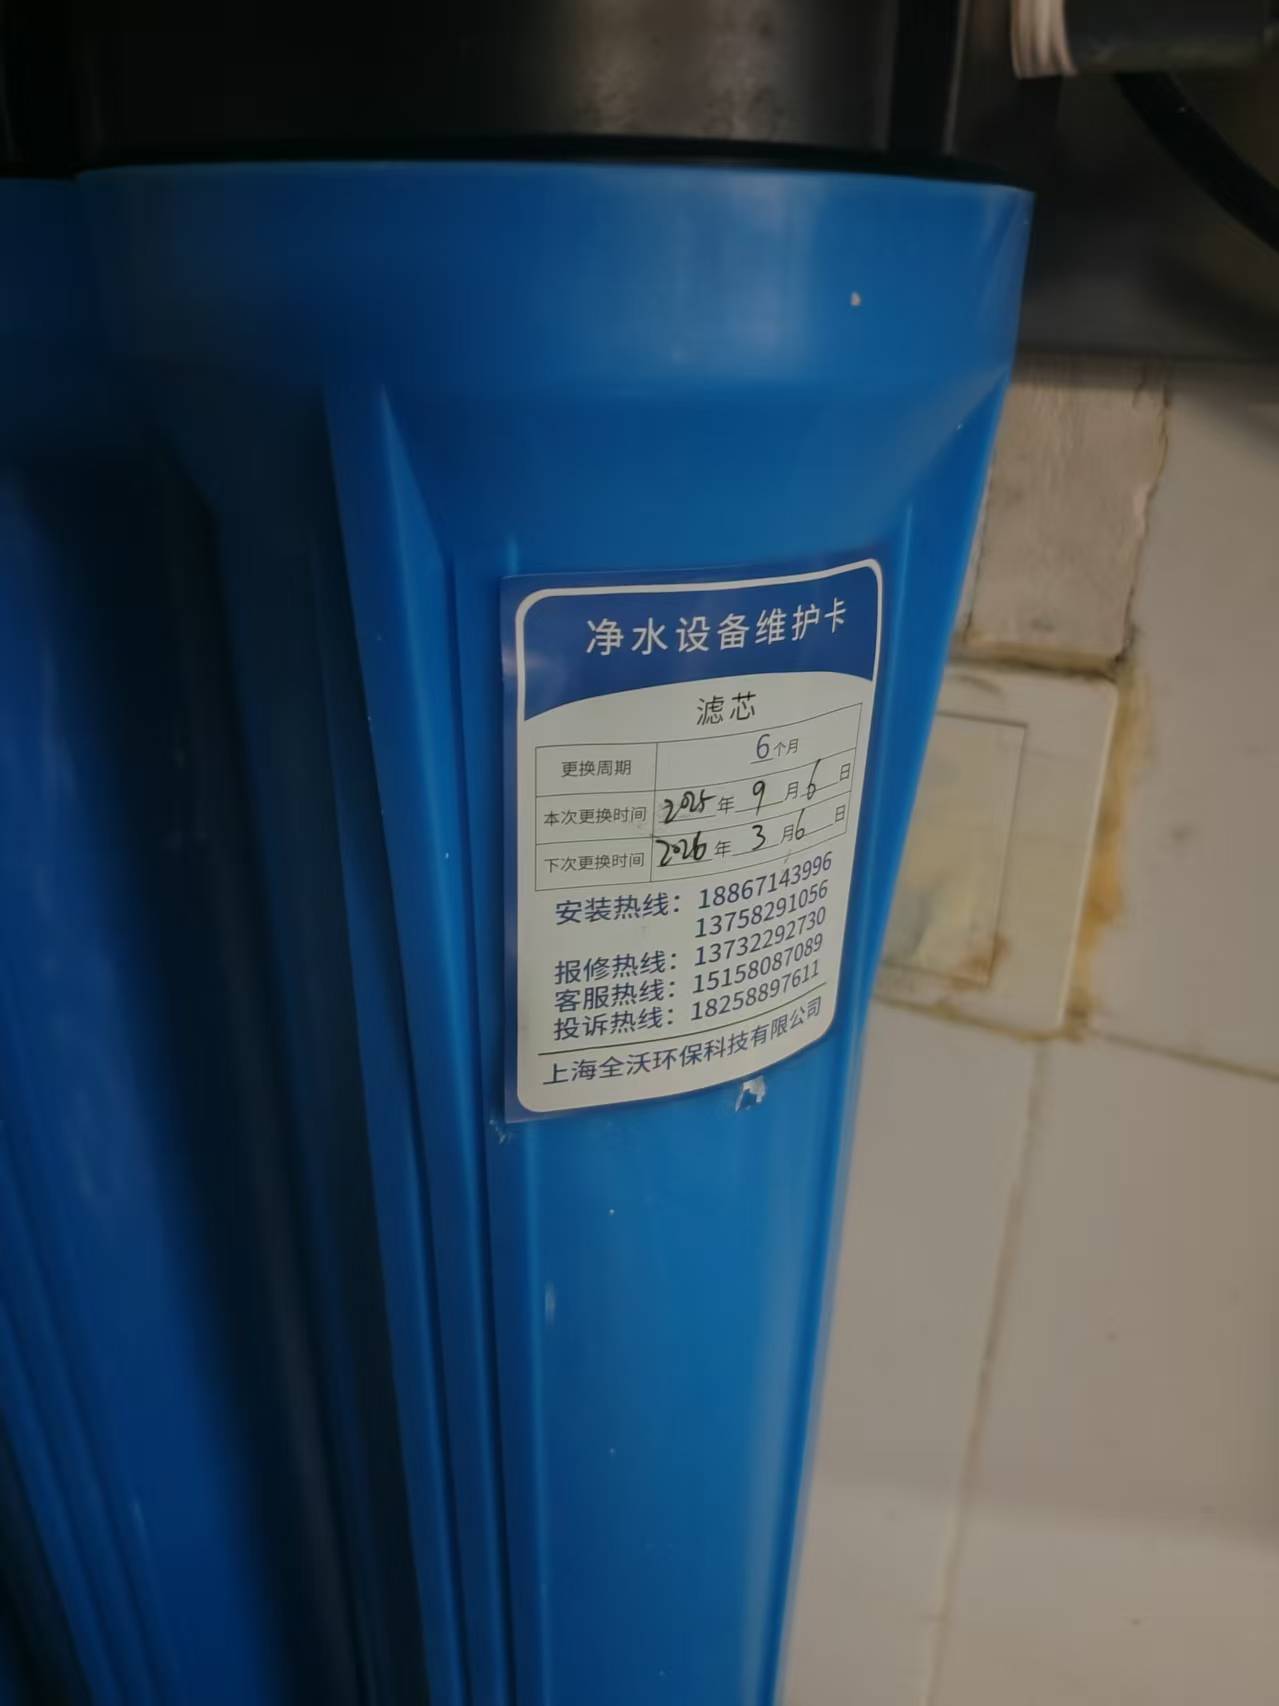 净水设备维护卡
滤芯
更换周期 6个月
本次更换时间 2025年9月6日
下次更换时间 2026年3月6日
安装热线：18867143996
13758291056
报修热线：13732292730
客服热线：15158087089
投诉热线：18258897611
上海全沃环保科技有限公司